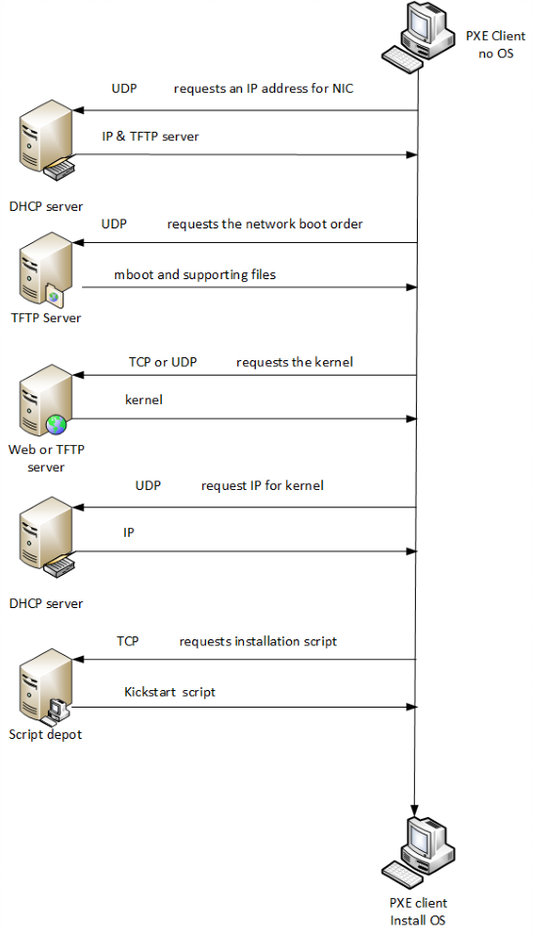 PXE Client
no OS
UDP requests an IP address for NIC
IP & TFTP server
DHCP server
UDP requests the network boot order
mboot and supporting files
TFTP Server
TCP or UDP requests the kernel
kernel
Web or TFTP
server
UDP request IP for kernel
IP
DHCP server
TCP requests installation script
Kickstart script
Script depot
PXE client
Install OS